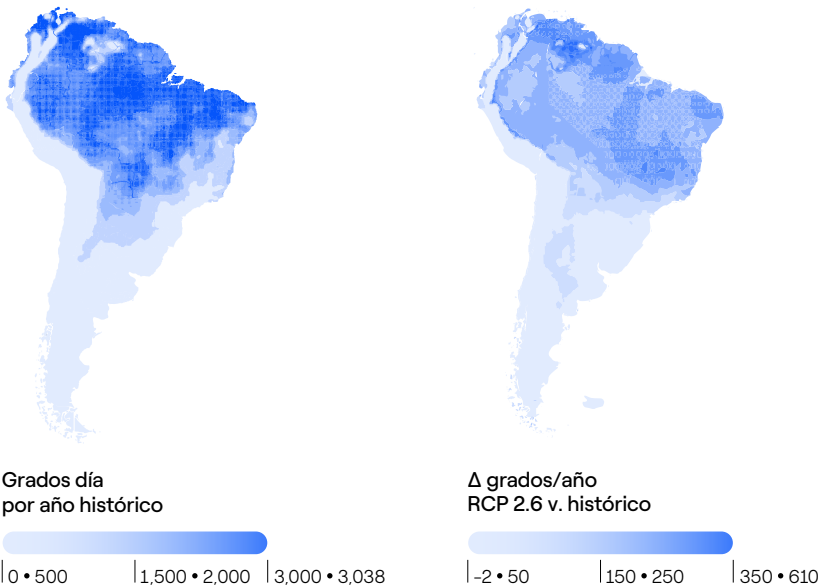 Grados día
por año histórico
0 • 500
1,500 • 2,000
3,000 • 3,038
Δ grados/año
RCP 2.6 v. histórico
-2 • 50
150 • 250
350 • 610